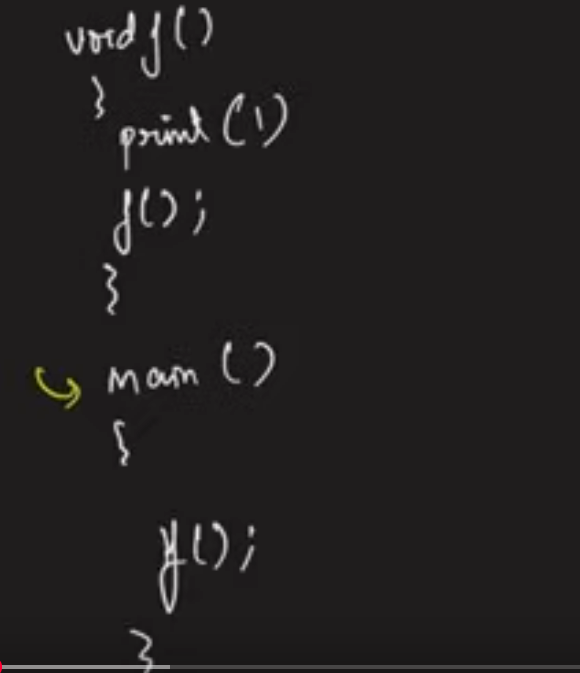 void f()
}
print(1)
f();
}
main()
{
f();
}